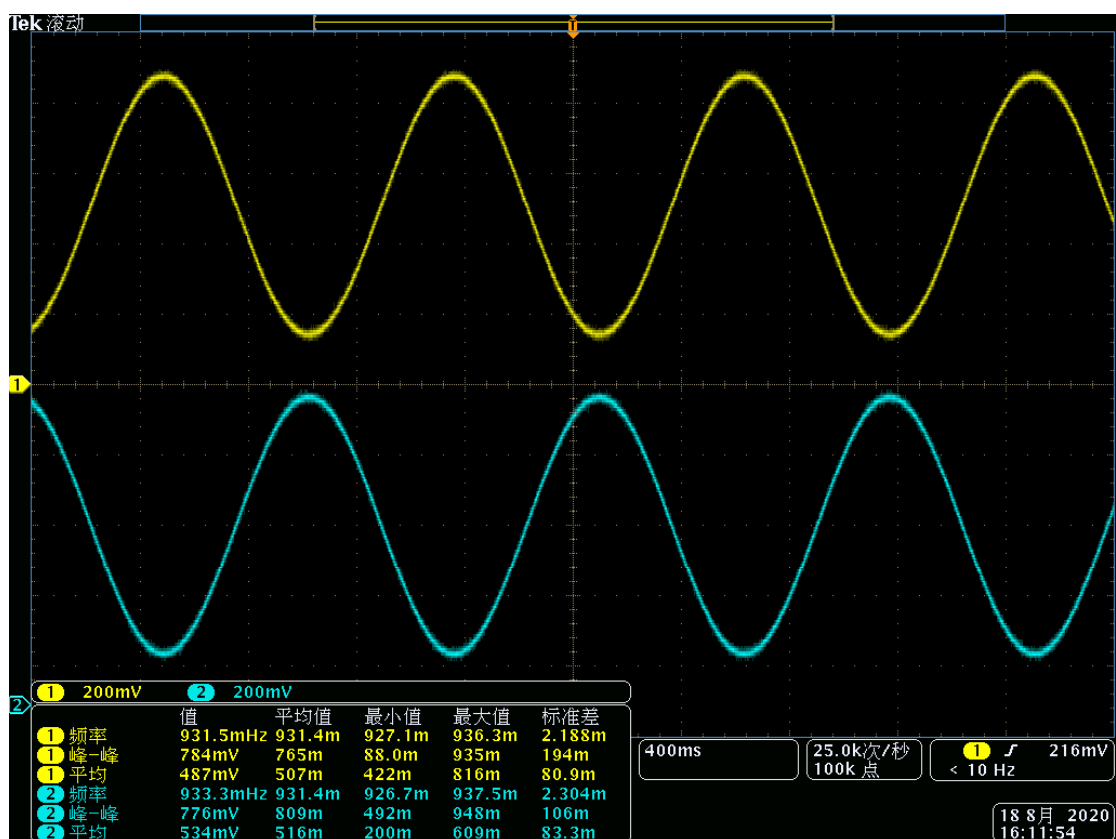 Tek 滚动
T
1
2
1 200mV 2 200mV
值 平均值 最小值 最大值 标准差
1 频率 931.5mHz 931.4m 927.1m 936.3m 2.188m
1 峰-峰 784mV 765m 88.0m 935m 194m
1 平均 487mV 507m 422m 816m 80.9m
2 频率 933.3mHz 931.4m 926.7m 937.5m 2.304m
2 峰-峰 776mV 809m 492m 948m 106m
2 平均 534mV 516m 200m 609m 83.3m
400ms
25.0k次/秒
100k 点
1 216mV
< 10 Hz
18 8月 2020
16:11:54